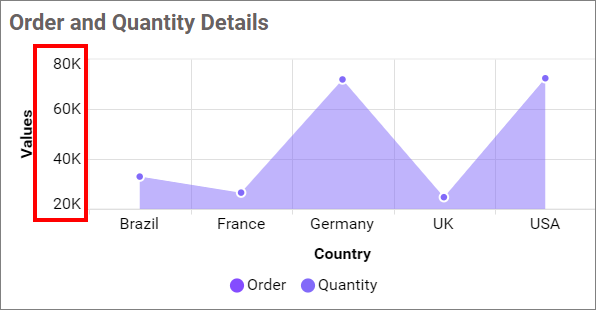 Order and Quantity Details
Values
80K
60K
40K
20K
Brazil France Germany UK USA
Country
Order Quantity